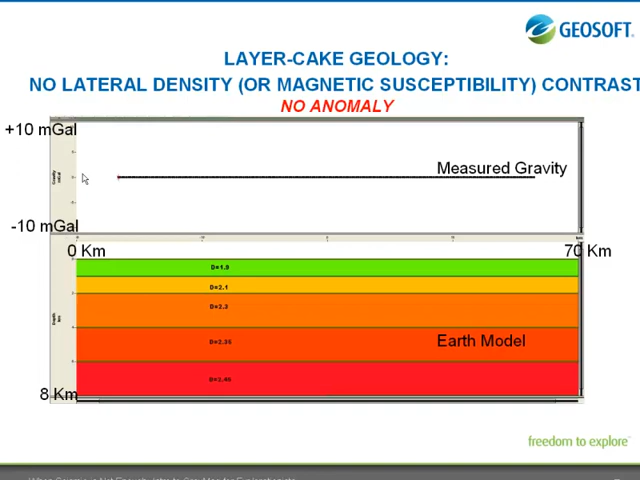 GEOSOFT
LAYER-CAKE GEOLOGY:
NO LATERAL DENSITY (OR MAGNETIC SUSCEPTIBILITY) CONTRAST
NO ANOMALY
+10 mGal
Measured Gravity
-10 mGal
0 Km
70 Km
D=1.9
D=2.1
D=2.3
D=2.35
Earth Model
D=2.40
8 Km
freedom to explore